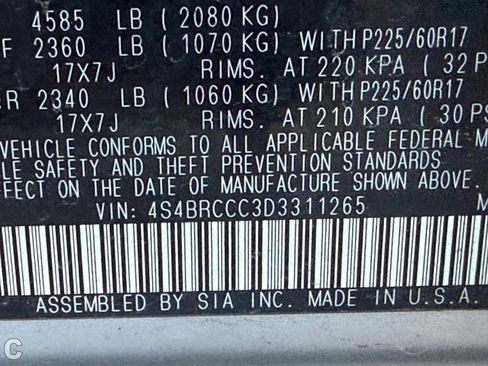 4585 LB ( 2080 KG)
F 2360 LB ( 1070 KG) WITH P225/60R17
17X7J RIMS. AT 220 KPA ( 32 P
R 2340 LB ( 1060 KG) WITH P225/60R17
17X7J RIMS. AT 210 KPA ( 30 PS
VEHICLE CONFORMS TO ALL APPLICABLE FEDERAL M
LE SAFETY AND THEFT PREVENTION STANDARDS
EFFECT ON THE DATE OF MANUFACTURE SHOWN ABOVE.
VIN: 4S4BRCCC3D3311265 M
ASSEMBLED BY SIA INC. MADE IN U.S.A.
C